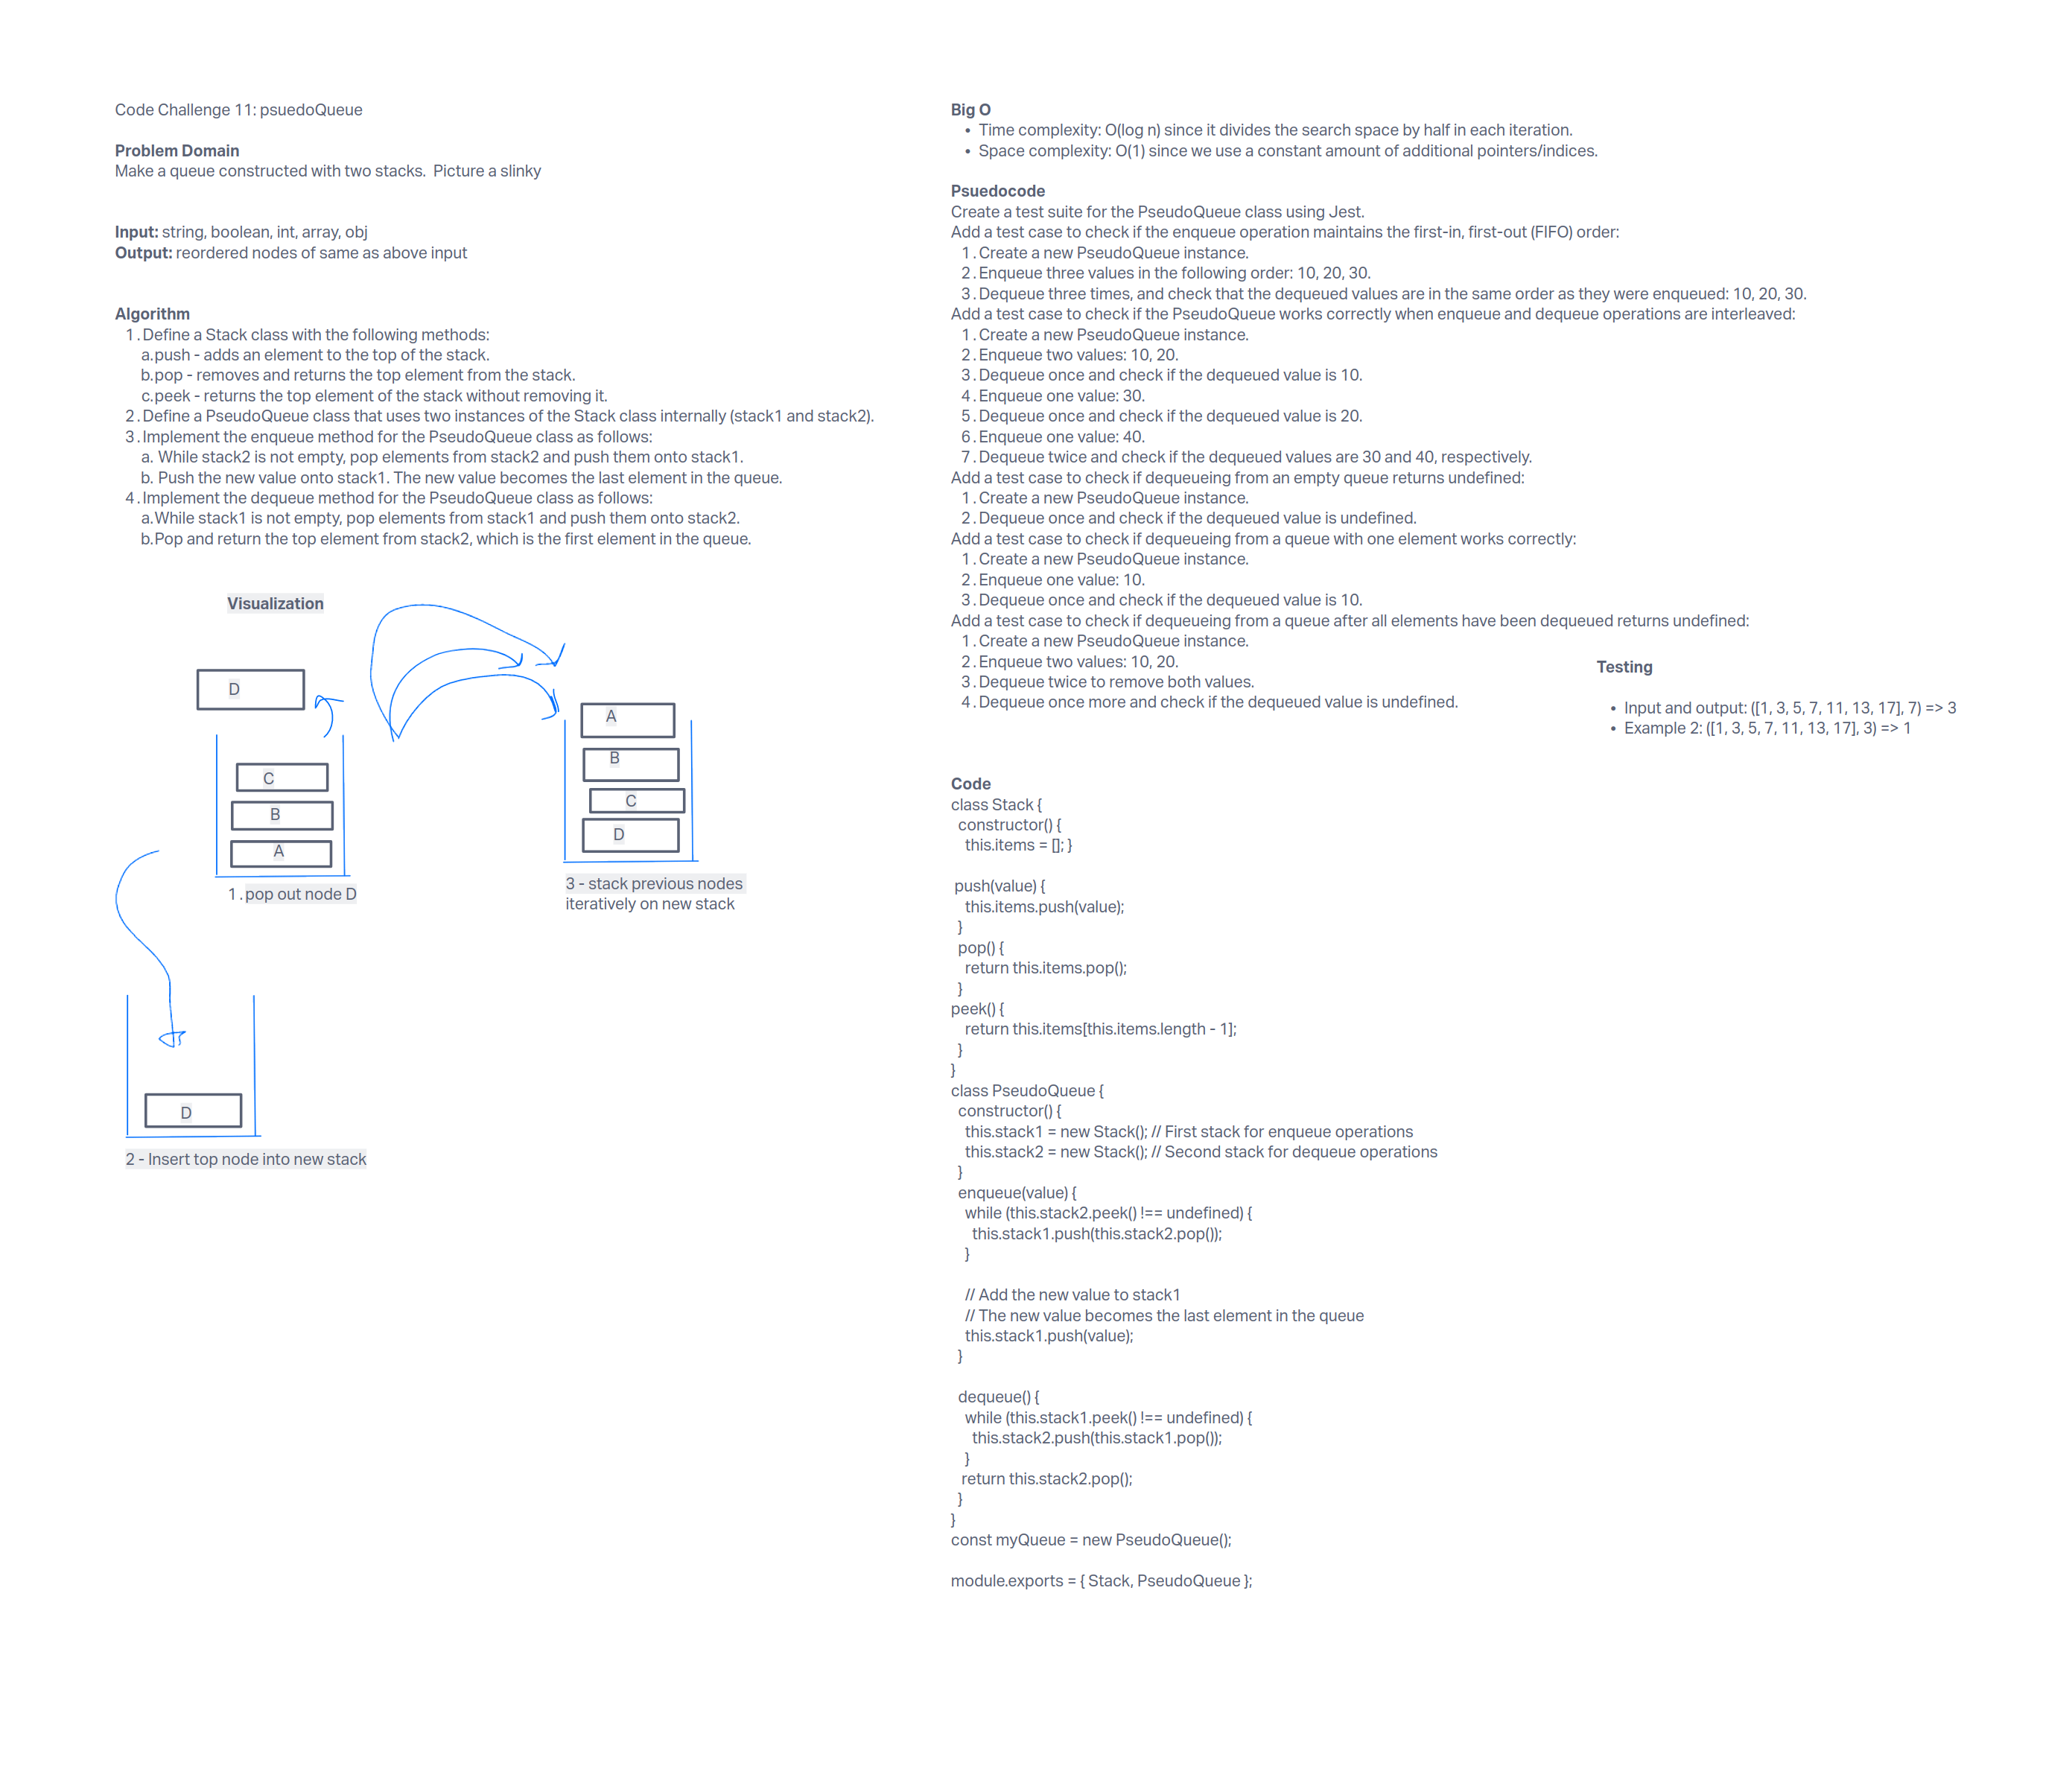 Code Challenge 11: psuedoQueue
Problem Domain
Make a queue constructed with two stacks.  Picture a slinky
Input: string, boolean, int, array, obj
Output: reordered nodes of same as above input
Algorithm
1. Define a Stack class with the following methods:
a. push - adds an element to the top of the stack.
b. pop - removes and returns the top element from the stack.
c. peek - returns the top element of the stack without removing it.
2. Define a PseudoQueue class that uses two instances of the Stack class internally (stack1 and stack2).
3. Implement the enqueue method for the PseudoQueue class as follows:
a. While stack2 is not empty, pop elements from stack2 and push them onto stack1.
b. Push the new value onto stack1. The new value becomes the last element in the queue.
4. Implement the dequeue method for the PseudoQueue class as follows:
a. While stack1 is not empty, pop elements from stack1 and push them onto stack2.
b. Pop and return the top element from stack2, which is the first element in the queue.
Visualization
D
C
B
A
1. pop out node D
A
B
C
D
3 - stack previous nodes
iteratively on new stack
D
2 - Insert top node into new stack
Big O
• Time complexity: O(log n) since it divides the search space by half in each iteration.
• Space complexity: O(1) since we use a constant amount of additional pointers/indices.
Psuedocode
Create a test suite for the PseudoQueue class using Jest.
Add a test case to check if the enqueue operation maintains the first-in, first-out (FIFO) order:
1. Create a new PseudoQueue instance.
2. Enqueue three values in the following order: 10, 20, 30.
3. Dequeue three times, and check that the dequeued values are in the same order as they were enqueued: 10, 20, 30.
Add a test case to check if the PseudoQueue works correctly when enqueue and dequeue operations are interleaved:
1. Create a new PseudoQueue instance.
2. Enqueue two values: 10, 20.
3. Dequeue once and check if the dequeued value is 10.
4. Enqueue one value: 30.
5. Dequeue once and check if the dequeued value is 20.
6. Enqueue one value: 40.
7. Dequeue twice and check if the dequeued values are 30 and 40, respectively.
Add a test case to check if dequeueing from an empty queue returns undefined:
1. Create a new PseudoQueue instance.
2. Dequeue once and check if the dequeued value is undefined.
Add a test case to check if dequeueing from a queue with one element works correctly:
1. Create a new PseudoQueue instance.
2. Enqueue one value: 10.
3. Dequeue once and check if the dequeued value is 10.
Add a test case to check if dequeueing from a queue after all elements have been dequeued returns undefined:
1. Create a new PseudoQueue instance.
2. Enqueue two values: 10, 20.
3. Dequeue twice to remove both values.
4. Dequeue once more and check if the dequeued value is undefined.
Testing
• Input and output: ([1, 3, 5, 7, 11, 13, 17], 7) => 3
• Example 2: ([1, 3, 5, 7, 11, 13, 17], 3) => 1
Code
class Stack {
constructor() {
this.items = []; }
push(value) {
this.items.push(value);
}
pop() {
return this.items.pop();
}
peek() {
return this.items[this.items.length - 1];
}
}
class PseudoQueue {
constructor() {
this.stack1 = new Stack(); // First stack for enqueue operations
this.stack2 = new Stack(); // Second stack for dequeue operations
}
enqueue(value) {
while (this.stack2.peek() !== undefined) {
this.stack1.push(this.stack2.pop());
}
// Add the new value to stack1
// The new value becomes the last element in the queue
this.stack1.push(value);
}
dequeue() {
while (this.stack1.peek() !== undefined) {
this.stack2.push(this.stack1.pop());
}
return this.stack2.pop();
}
}
const myQueue = new PseudoQueue();
module.exports = { Stack, PseudoQueue };